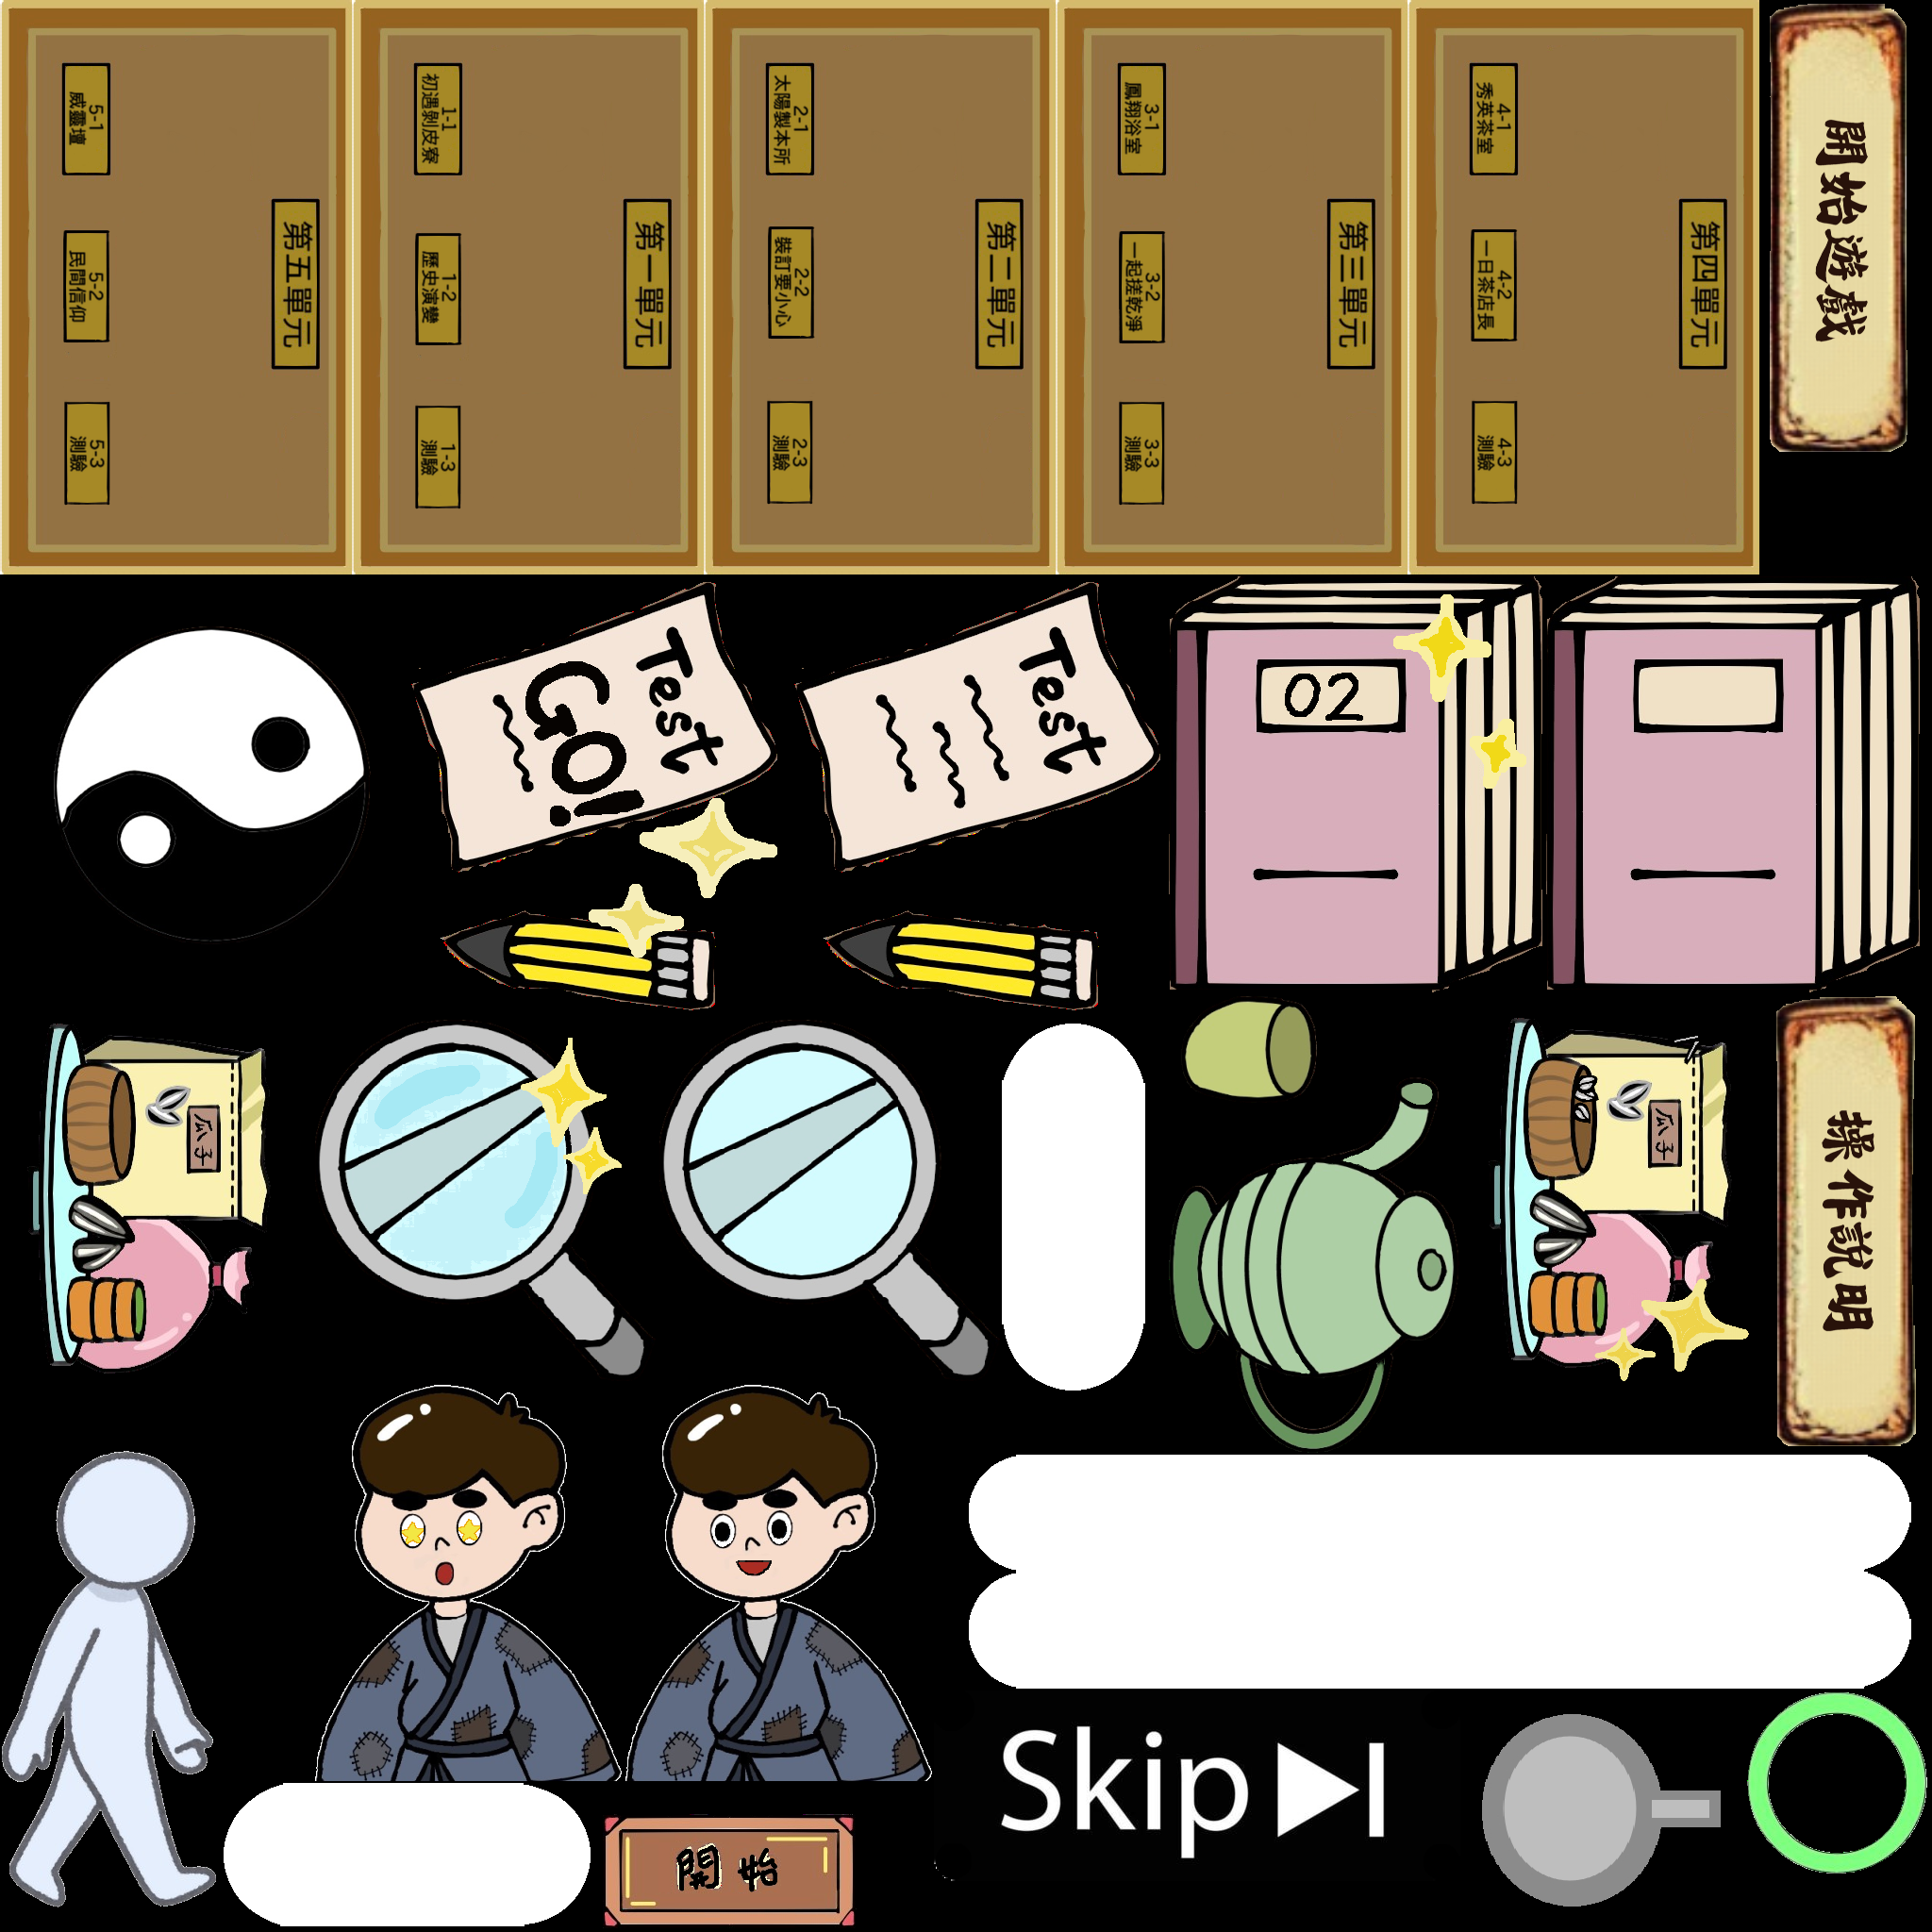 第五單元
5-1
威靈壇
5-2
民間信仰
5-3
測驗
第一單元
1-1
初遇剝皮寮
1-2
歷史演變
1-3
測驗
第二單元
2-1
太陽製本所
2-2
裝訂要小心
2-3
測驗
第三單元
3-1
鳳翔浴室
3-2
一起搓乾淨
3-3
測驗
第四單元
4-1
秀英茶室
4-2
一日茶店長
4-3
測驗
開始遊戲
Test
GO!
Test
02
瓜子
瓜子
操作說明
Skip
開始